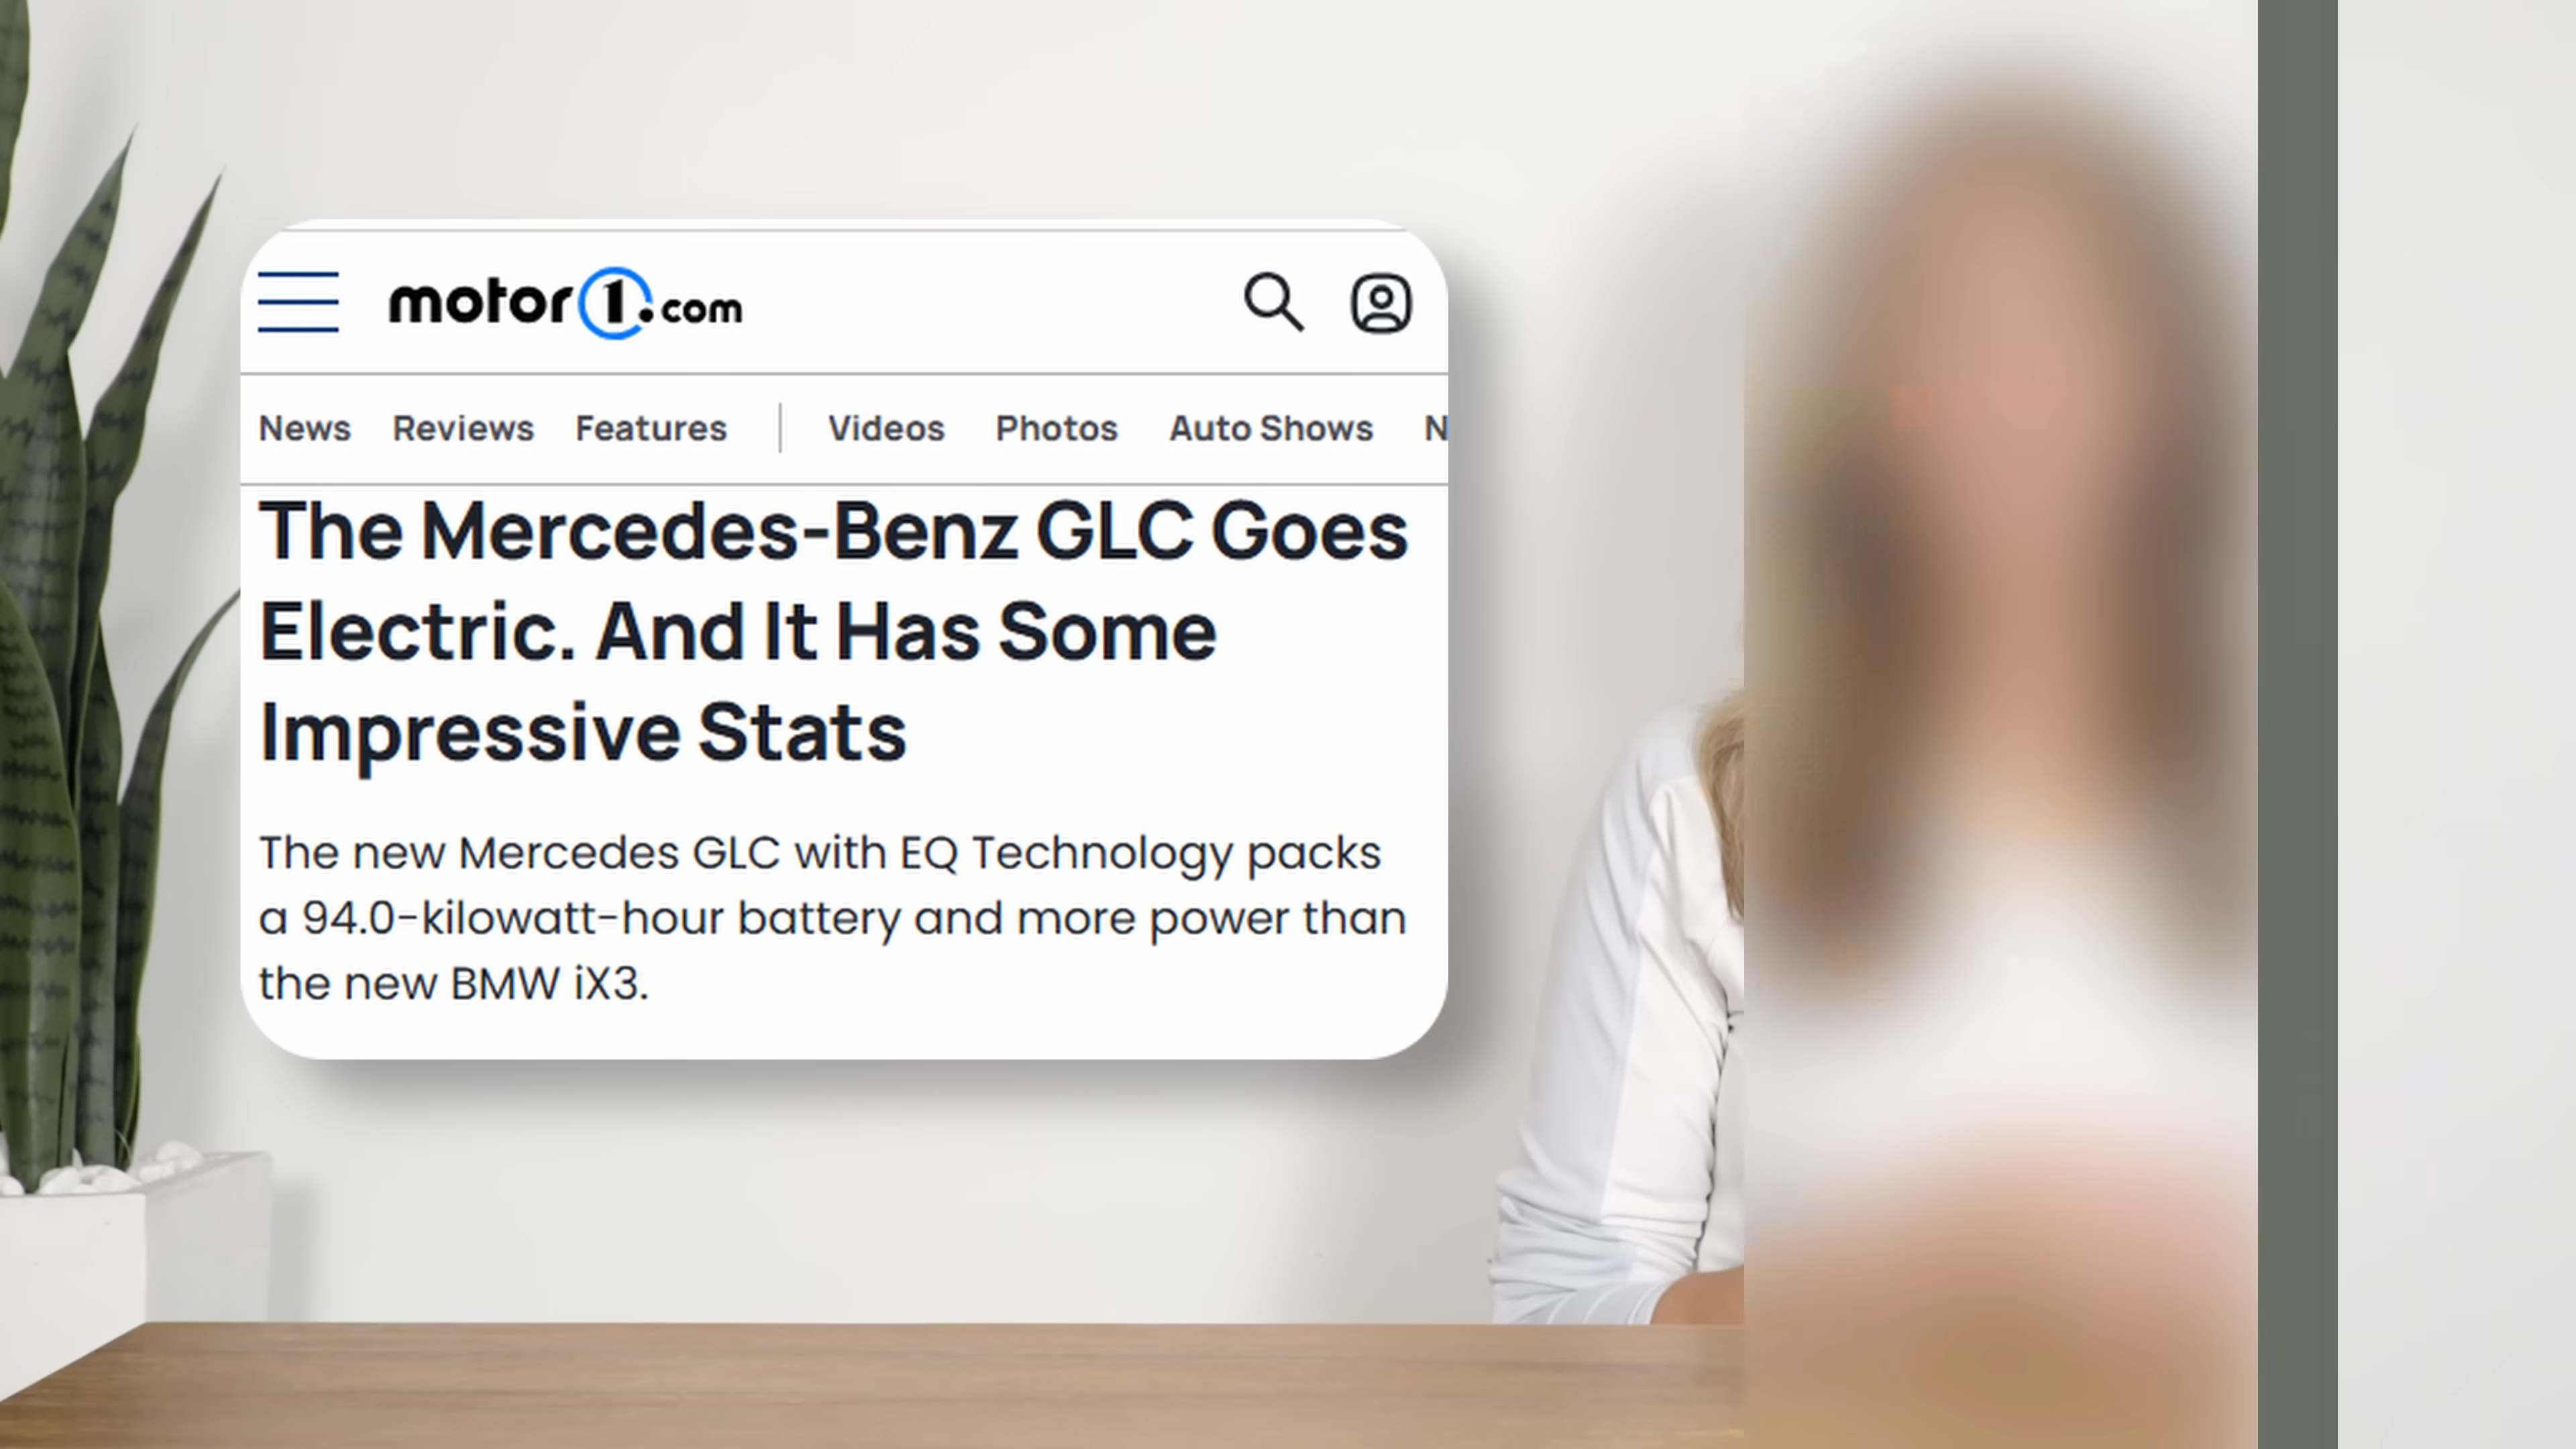 motor1.com
News Reviews Features | Videos Photos Auto Shows N
The Mercedes-Benz GLC Goes
Electric. And It Has Some
Impressive Stats
The new Mercedes GLC with EQ Technology packs
a 94.0-kilowatt-hour battery and more power than
the new BMW iX3.